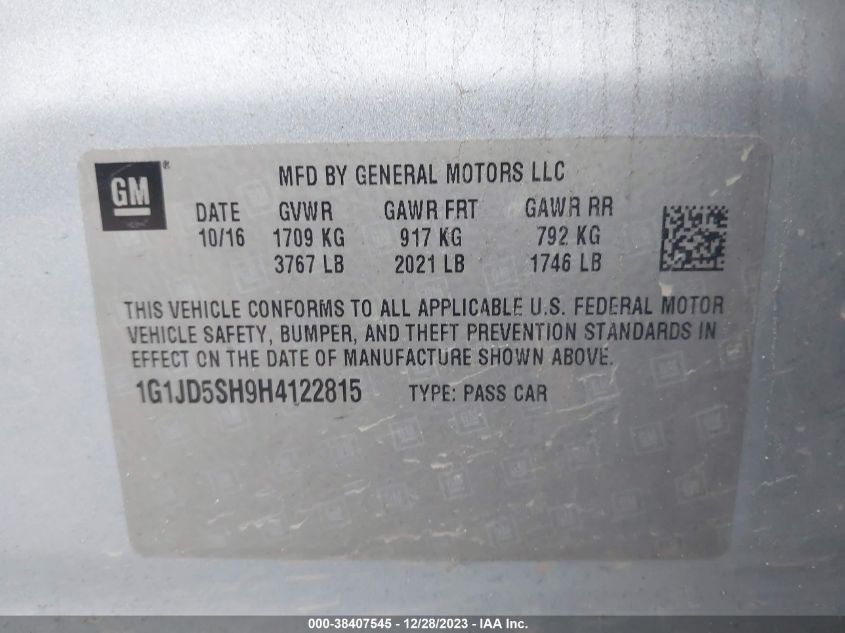 GM®
MFD BY GENERAL MOTORS LLC
DATE GVWR GAWR FRT GAWR RR
10/16 1709 KG 917 KG 792 KG
3767 LB 2021 LB 1746 LB
THIS VEHICLE CONFORMS TO ALL APPLICABLE U.S. FEDERAL MOTOR
VEHICLE SAFETY, BUMPER, AND THEFT PREVENTION STANDARDS IN
EFFECT ON THE DATE OF MANUFACTURE SHOWN ABOVE.
1G1JD5SH9H4122815 TYPE: PASS CAR
000-38407545 - 12/28/2023 - IAA Inc.